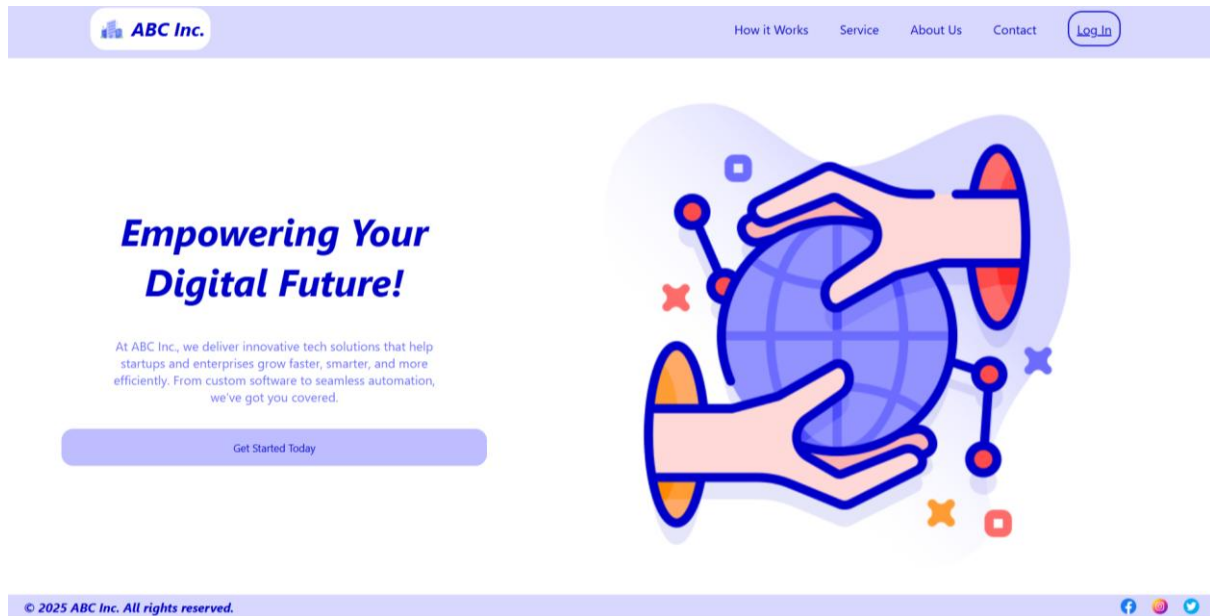 ABC Inc.
How it Works
Service
About Us
Contact
Log In
Empowering Your
Digital Future!
At ABC Inc., we deliver innovative tech solutions that help
startups and enterprises grow faster, smarter, and more
efficiently. From custom software to seamless automation,
we've got you covered.
Get Started Today
© 2025 ABC Inc. All rights reserved.